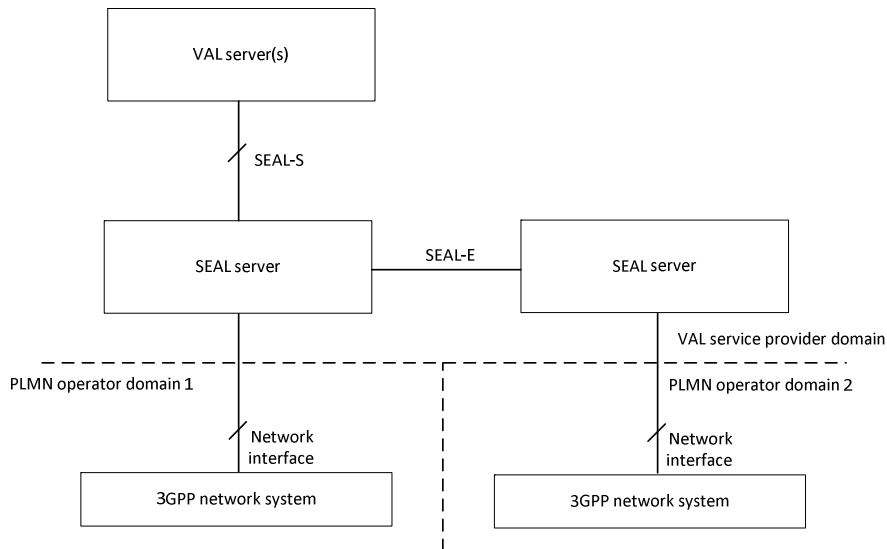 VAL server(s)
SEAL-S
SEAL server
SEAL-E
SEAL server
VAL service provider domain
PLMN operator domain 1
PLMN operator domain 2
Network
interface
Network
interface
3GPP network system
3GPP network system